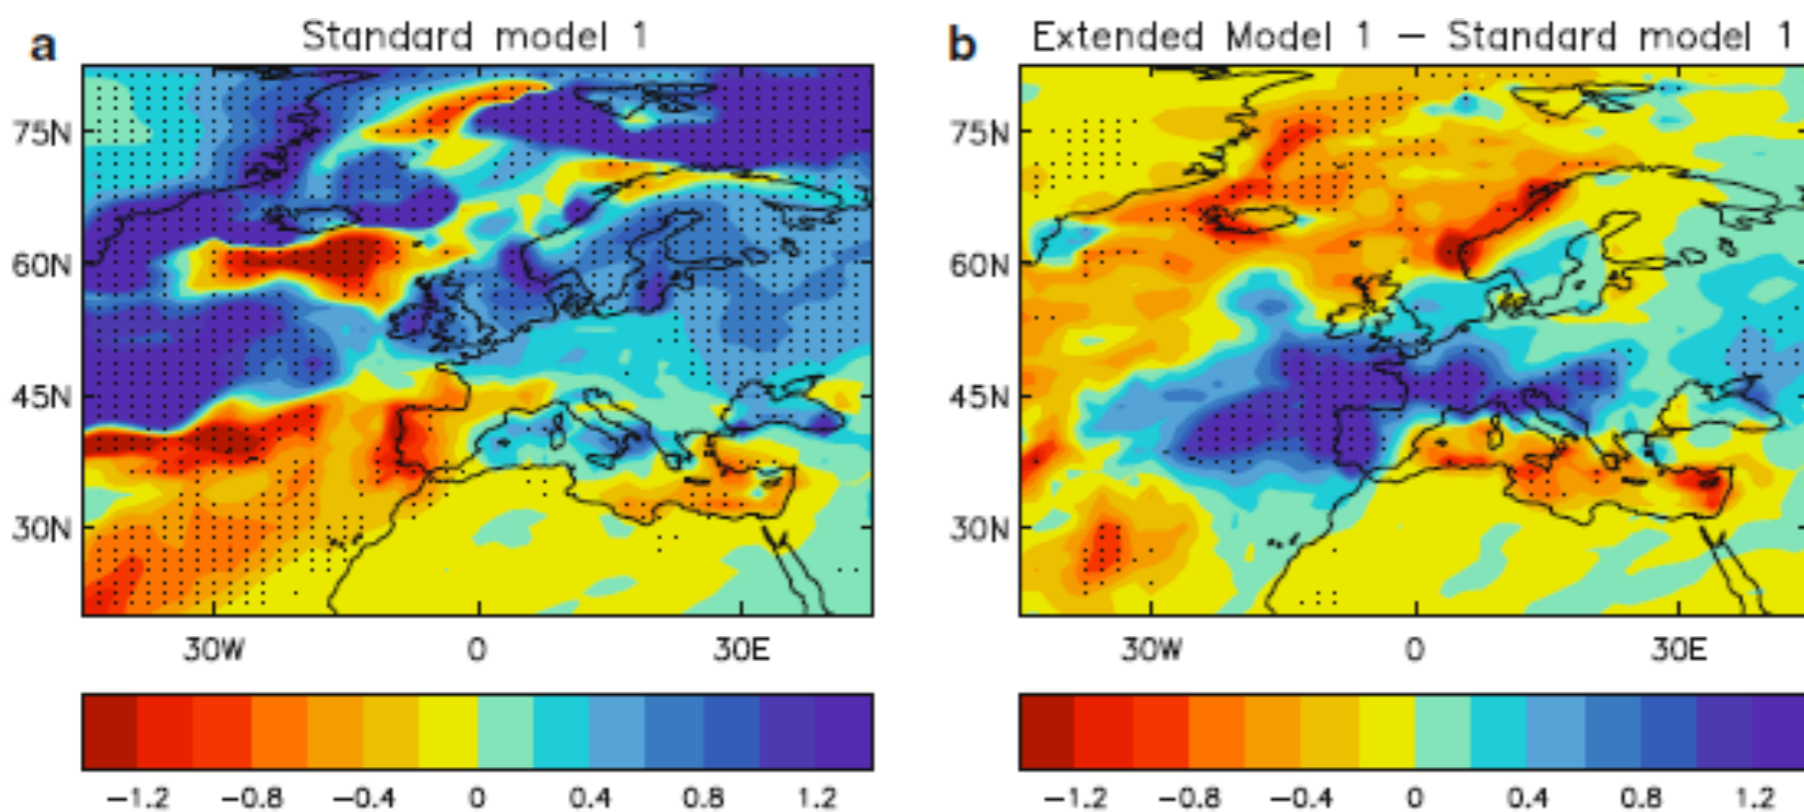 a Standard model 1
b Extended Model 1 − Standard model 1
75N
60N
45N
30N
30W 0 30E
−1.2 −0.8 −0.4 0 0.4 0.8 1.2
75N
60N
45N
30N
30W 0 30E
−1.2 −0.8 −0.4 0 0.4 0.8 1.2